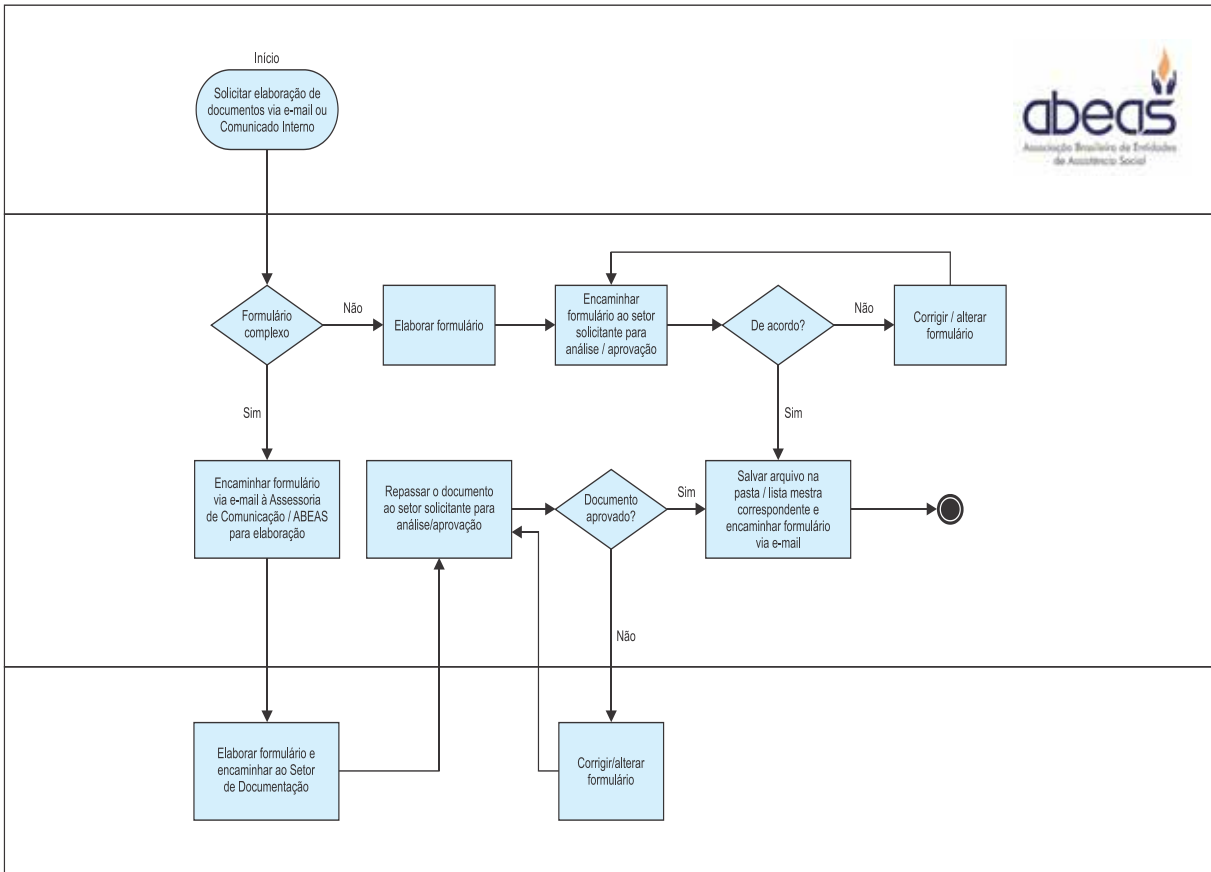 Início
Solicitar elaboração de
documentos via e-mail ou
Comunicado Interno
abeas
Associação Brasileira de Entidades
de Assistência Social
Formulário
complexo
Não
Elaborar formulário
Encaminhar
formulário ao setor
solicitante para
análise / aprovação
De acordo?
Não
Corrigir / alterar
formulário
Sim
Sim
Encaminhar formulário
via e-mail à Assessoria
de Comunicação / ABEAS
para elaboração
Repassar o documento
ao setor solicitante para
análise/aprovação
Documento
aprovado?
Sim
Salvar arquivo na
pasta / lista mestra
correspondente e
encaminhar formulário
via e-mail
Não
Elaborar formulário e
encaminhar ao Setor
de Documentação
Corrigir/alterar
formulário